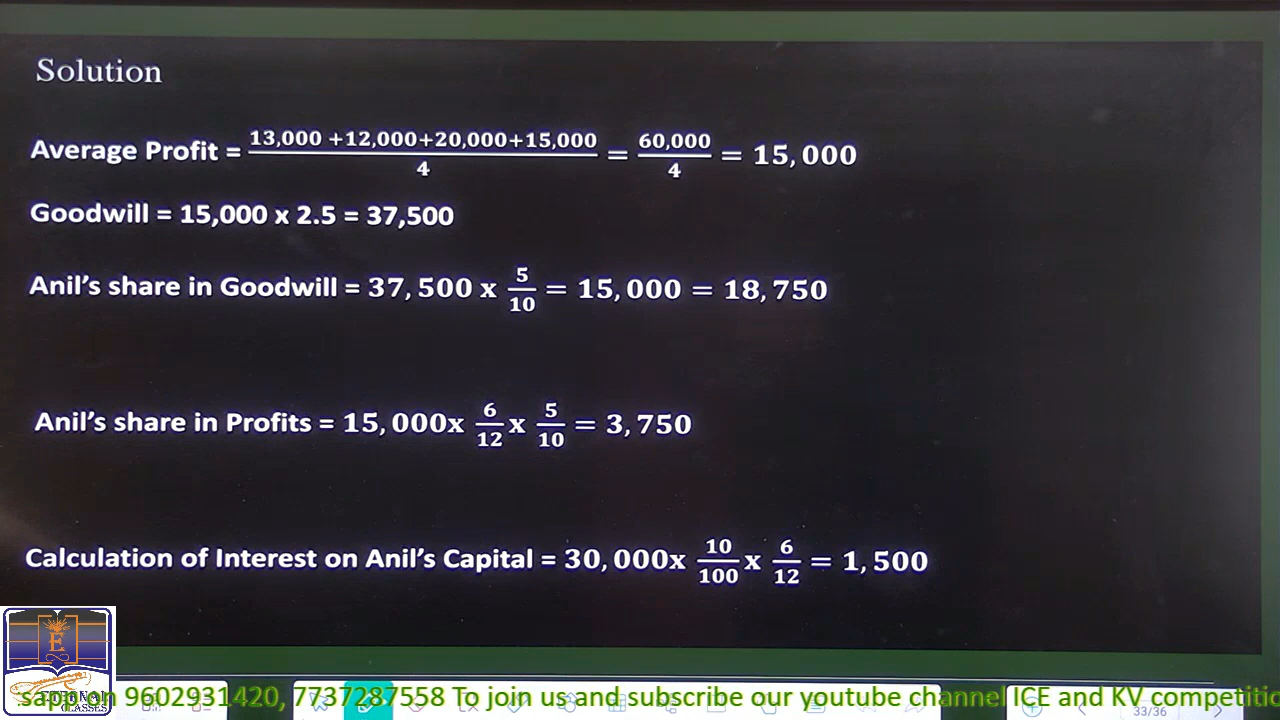 Solution
Average Profit = 13,000 +12,000+20,000+15,000 / 4 = 60,000 / 4 = 15,000
Goodwill = 15,000 x 2.5 = 37,500
Anil's share in Goodwill = 37,500 x 5/10 = 15,000 = 18,750
Anil's share in Profits = 15,000x 6/12 x 5/10 = 3,750
Calculation of Interest on Anil's Capital = 30,000x 10/100 x 6/12 = 1,500
E
CLASSES
9602931420, 7737287558 To join us and subscribe our youtube channel ICE and KV competitio
33/36